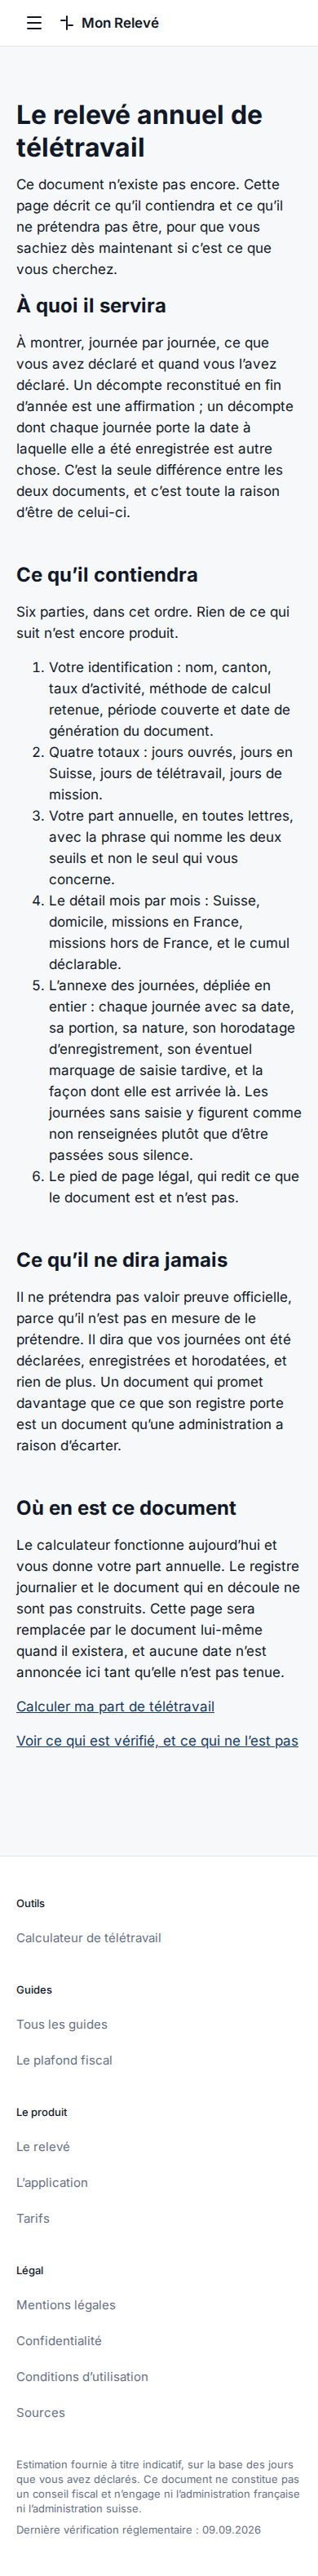 Mon Relevé
Le relevé annuel de
télétravail
Ce document n’existe pas encore. Cette
page décrit ce qu’il contiendra et ce qu’il
ne prétendra pas être, pour que vous
sachiez dès maintenant si c’est ce que
vous cherchez.
À quoi il servira
À montrer, journée par journée, ce que
vous avez déclaré et quand vous l’avez
déclaré. Un décompte reconstitué en fin
d’année est une affirmation ; un décompte
dont chaque journée porte la date à
laquelle elle a été enregistrée est autre
chose. C’est la seule différence entre les
deux documents, et c’est toute la raison
d’être de celui-ci.
Ce qu’il contiendra
Six parties, dans cet ordre. Rien de ce qui
suit n’est encore produit.
1. Votre identification : nom, canton,
taux d’activité, méthode de calcul
retenue, période couverte et date de
génération du document.
2. Quatre totaux : jours ouvrés, jours en
Suisse, jours de télétravail, jours de
mission.
3. Votre part annuelle, en toutes lettres,
avec la phrase qui nomme les deux
seuils et non le seul qui vous
concerne.
4. Le détail mois par mois : Suisse,
domicile, missions en France,
missions hors de France, et le cumul
déclarable.
5. L’annexe des journées, dépliée en
entier : chaque journée avec sa date,
sa portion, sa nature, son horodatage
d’enregistrement, son éventuel
marquage de saisie tardive, et la
façon dont elle est arrivée là. Les
journées sans saisie y figurent comme
non renseignées plutôt que d’être
passées sous silence.
6. Le pied de page légal, qui redit ce que
le document est et n’est pas.
Ce qu’il ne dira jamais
Il ne prétendra pas valoir preuve officielle,
parce qu’il n’est pas en mesure de le
prétendre. Il dira que vos journées ont été
déclarées, enregistrées et horodatées, et
rien de plus. Un document qui promet
davantage que ce que son registre porte
est un document qu’une administration a
raison d’écarter.
Où en est ce document
Le calculateur fonctionne aujourd’hui et
vous donne votre part annuelle. Le registre
journalier et le document qui en découle ne
sont pas construits. Cette page sera
remplacée par le document lui-même
quand il existera, et aucune date n’est
annoncée ici tant qu’elle n’est pas tenue.
Calculer ma part de télétravail
Voir ce qui est vérifié, et ce qui ne l’est pas
Outils
Calculateur de télétravail
Guides
Tous les guides
Le plafond fiscal
Le produit
Le relevé
L’application
Tarifs
Légal
Mentions légales
Confidentialité
Conditions d’utilisation
Sources
Estimation fournie à titre indicatif, sur la base des jours
que vous avez déclarés. Ce document ne constitue pas
un conseil fiscal et n’engage ni l’administration française
ni l’administration suisse.
Dernière vérification réglementaire : 09.09.2026